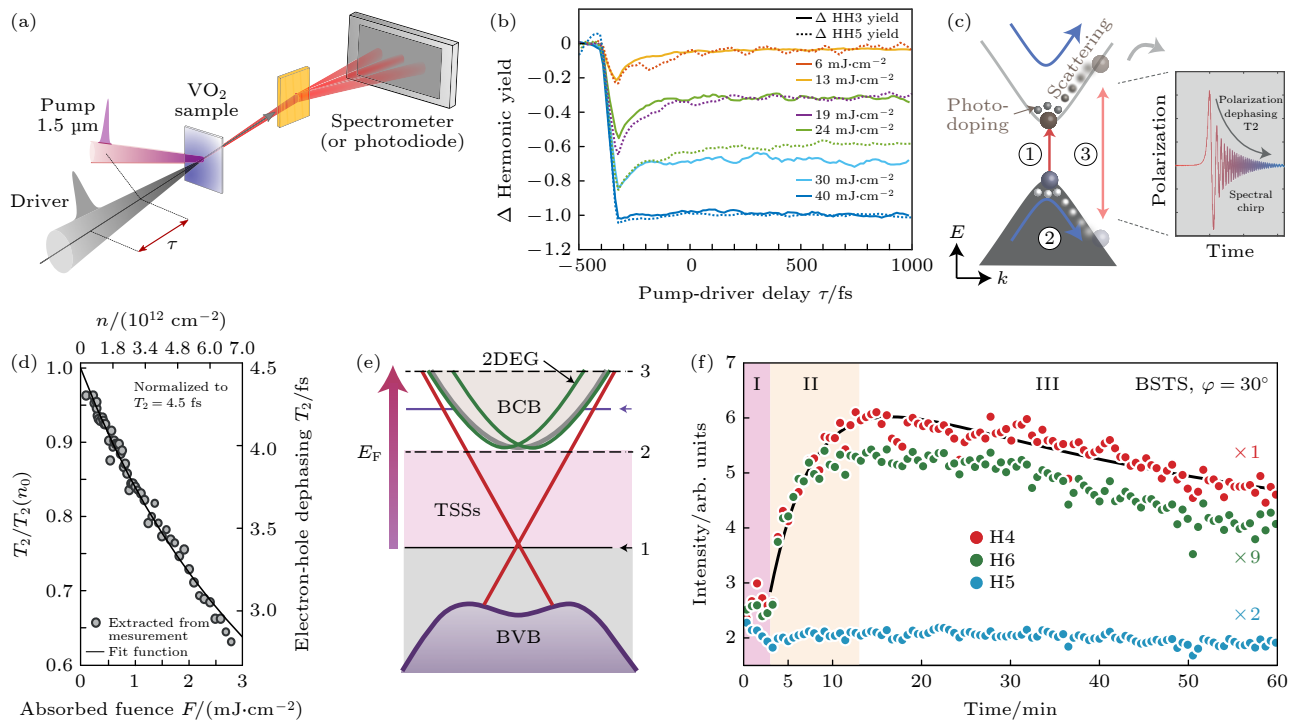 (a)
Pump
1.5 μm
VO2
sample
Spectrometer
(or photodiode)
Driver
τ
(b)
Δ Hermonic yield
0
−0.2
−0.4
−0.6
−0.8
−1.0
−1.2
Δ HH3 yield
Δ HH5 yield
6 mJ·cm−2
13 mJ·cm−2
19 mJ·cm−2
24 mJ·cm−2
30 mJ·cm−2
40 mJ·cm−2
−500
0
500
1000
Pump-driver delay τ/fs
(c)
Scattering
Photo-
doping
1
3
2
E
k
Polarization
Polarization
dephasing
T2
Spectral
chirp
Time
(d)
n/(10^12 cm−2)
0 1.8 3.4 4.8 6.0 7.0
T2/T2(n0)
1.0
0.9
0.8
0.7
0.6
Normalized to
T2 = 4.5 fs
Extracted from
mesurement
Fit function
4.5
4.0
3.5
3.0
Electron-hole dephasing T2/fs
0 1 2 3
Absorbed fuence F/(mJ·cm−2)
(e)
2DEG
3
BCB
EF
2
TSSs
1
BVB
(f)
Intensity/arb. units
7
6
5
4
3
2
I
II
III
BSTS, φ = 30°
×1
H4
H6
H5
×9
×2
0 5 10 20 30 40 50 60
Time/min